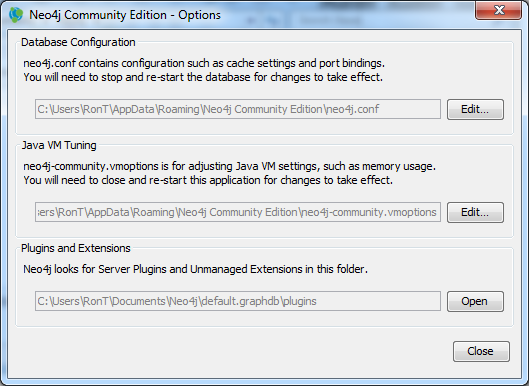 Neo4j Community Edition - Options
Database Configuration
neo4j.conf contains configuration such as cache settings and port bindings.
You will need to stop and re-start the database for changes to take effect.
C:\Users\RonT\AppData\Roaming\Neo4j Community Edition\neo4j.conf
Edit...
Java VM Tuning
neo4j-community.vmoptions is for adjusting Java VM settings, such as memory usage.
You will need to close and re-start this application for changes to take effect.
ers\RonT\AppData\Roaming\Neo4j Community Edition\neo4j-community.vmoptions
Edit...
Plugins and Extensions
Neo4j looks for Server Plugins and Unmanaged Extensions in this folder.
C:\Users\RonT\Documents\Neo4j\default.graphdb\plugins
Open
Close